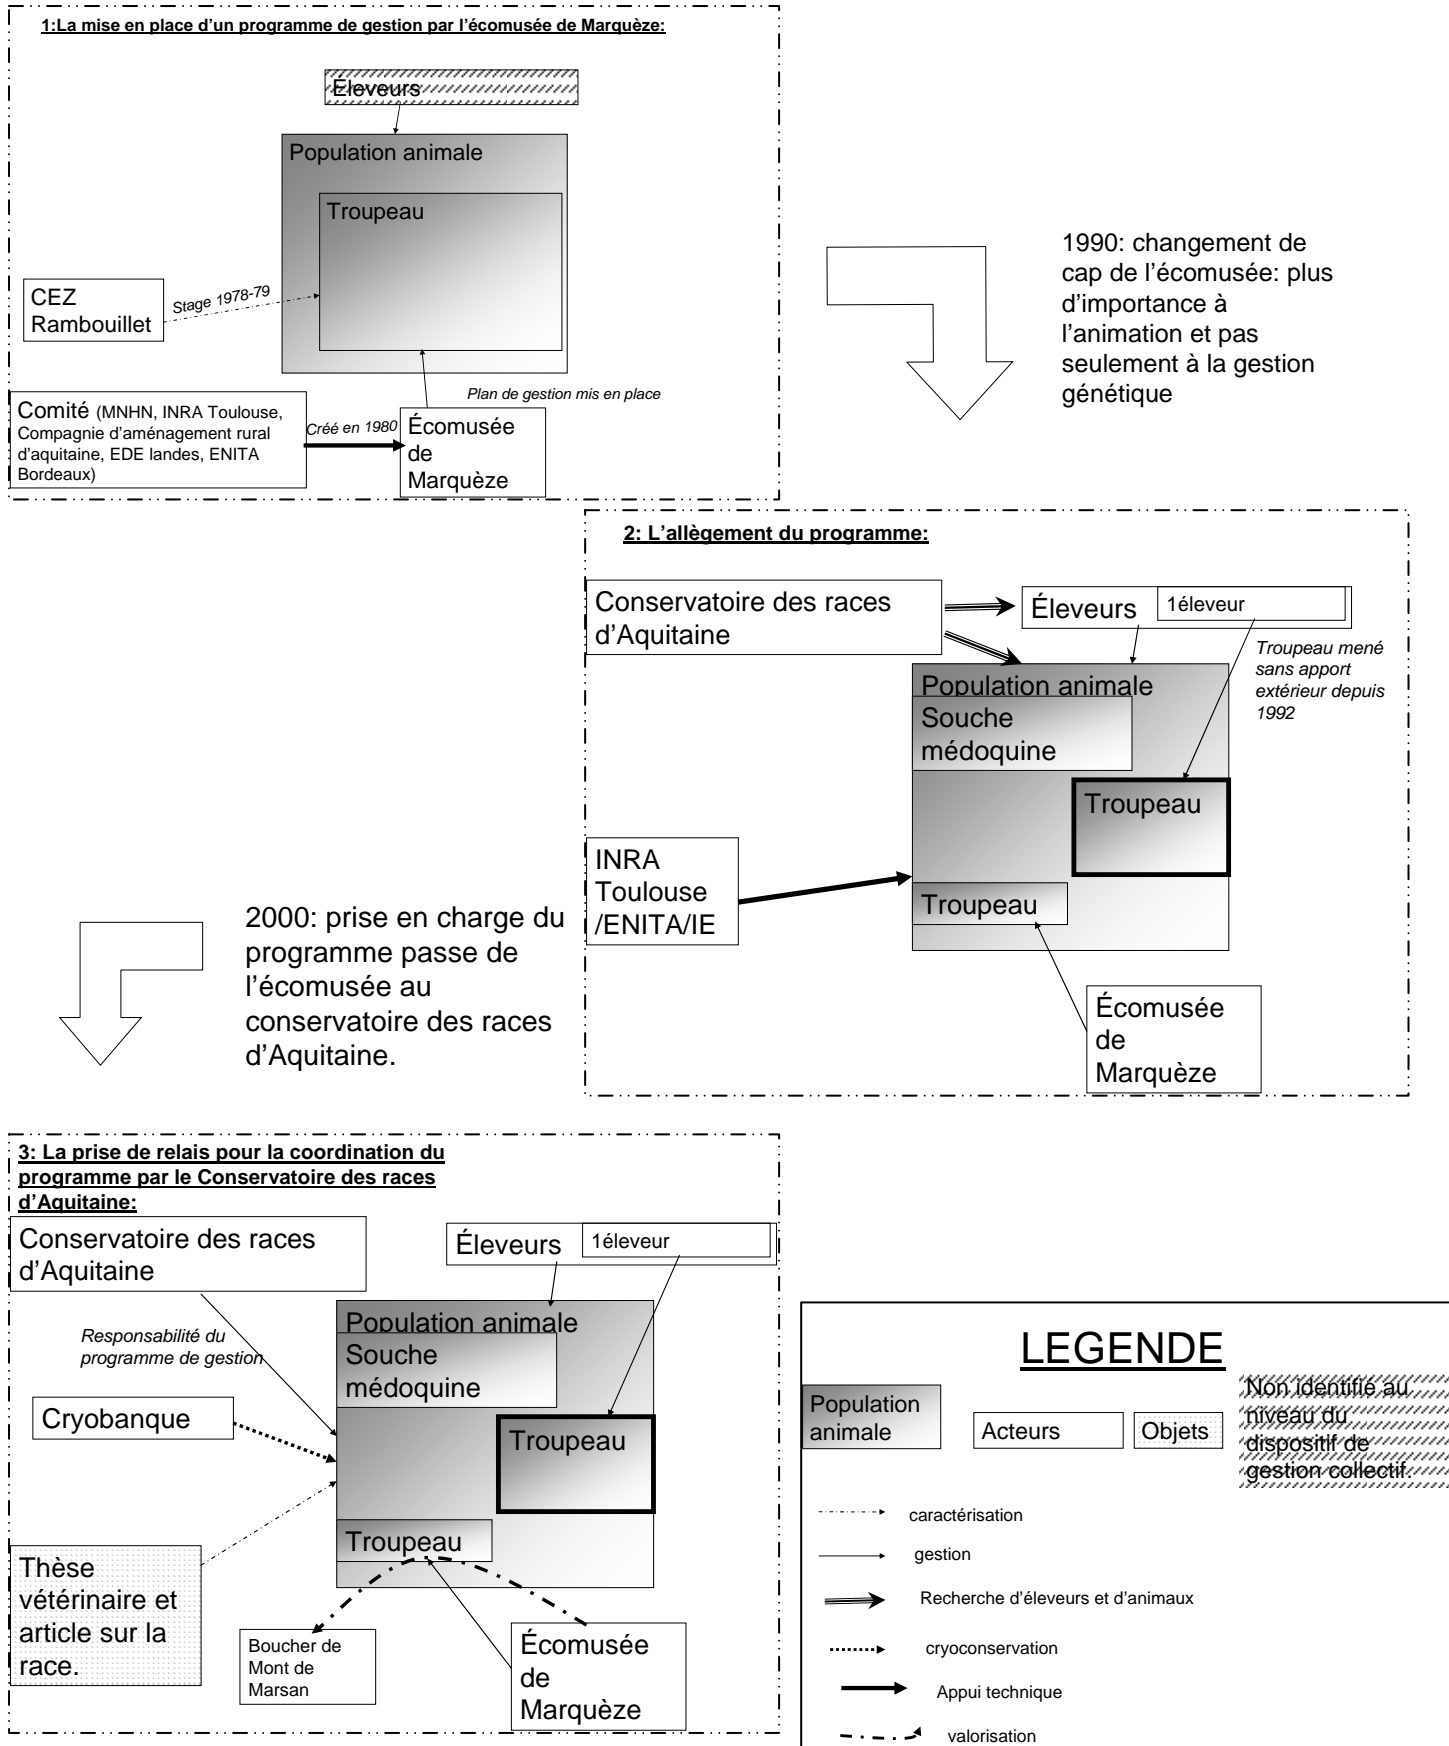 1:La mise en place d’un programme de gestion par l’écomusée de Marquèze:
Éleveurs
Population animale
Troupeau
CEZ
Rambouillet
Stage 1978-79
Plan de gestion mis en place
Comité (MNHN, INRA Toulouse,
Compagnie d’aménagement rural
d’aquitaine, EDE landes, ENITA
Bordeaux)
Créé en 1980
Écomusée
de
Marquèze
1990: changement de
cap de l’écomusée: plus
d’importance à
l’animation et pas
seulement à la gestion
génétique
2: L’allègement du programme:
Conservatoire des races
d’Aquitaine
Éleveurs
1éleveur
Troupeau mené
sans apport
extérieur depuis
1992
Population animale
Souche
médoquine
Troupeau
INRA
Toulouse
/ENITA/IE
Troupeau
Écomusée
de
Marquèze
2000: prise en charge du
programme passe de
l’écomusée au
conservatoire des races
d’Aquitaine.
3: La prise de relais pour la coordination du
programme par le Conservatoire des races
d’Aquitaine:
Conservatoire des races
d’Aquitaine
Éleveurs
1éleveur
Responsabilité du
programme de gestion
Population animale
Souche
médoquine
Cryobanque
Troupeau
Troupeau
Thèse
vétérinaire et
article sur la
race.
Boucher de
Mont de
Marsan
Écomusée
de
Marquèze
LEGENDE
Population
animale
Acteurs
Objets
Non identifié au
niveau du
dispositif de
gestion collectif.
caractérisation
gestion
Recherche d’éleveurs et d’animaux
cryoconservation
Appui technique
valorisation